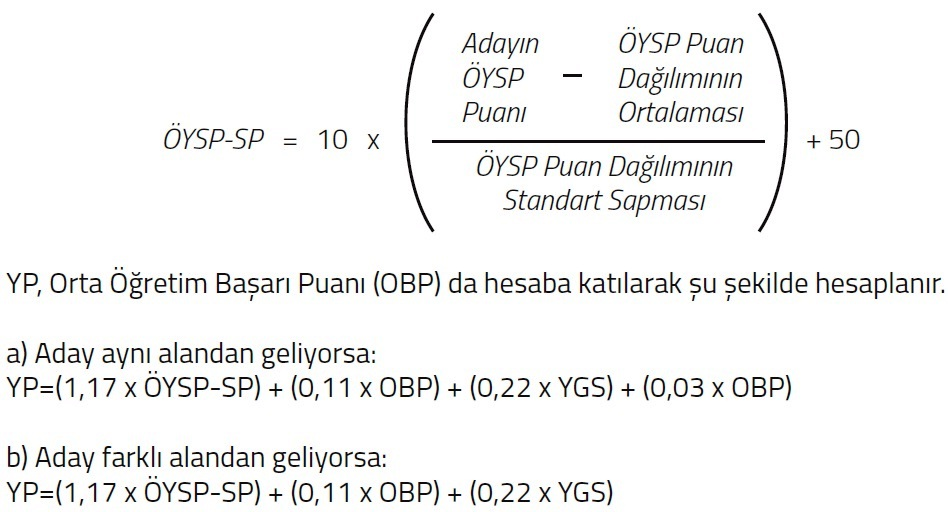 Adayın ÖYSP Puan
ÖYSP − Dağılımının
Puanı Ortalaması
ÖYSP-SP = 10 x ( ) + 50
ÖYSP Puan Dağılımının
Standart Sapması
YP, Orta Öğretim Başarı Puanı (OBP) da hesaba katılarak şu şekilde hesaplanır.
a) Aday aynı alandan geliyorsa:
YP=(1,17 x ÖYSP-SP) + (0,11 x OBP) + (0,22 x YGS) + (0,03 x OBP)
b) Aday farklı alandan geliyorsa:
YP=(1,17 x ÖYSP-SP) + (0,11 x OBP) + (0,22 x YGS)